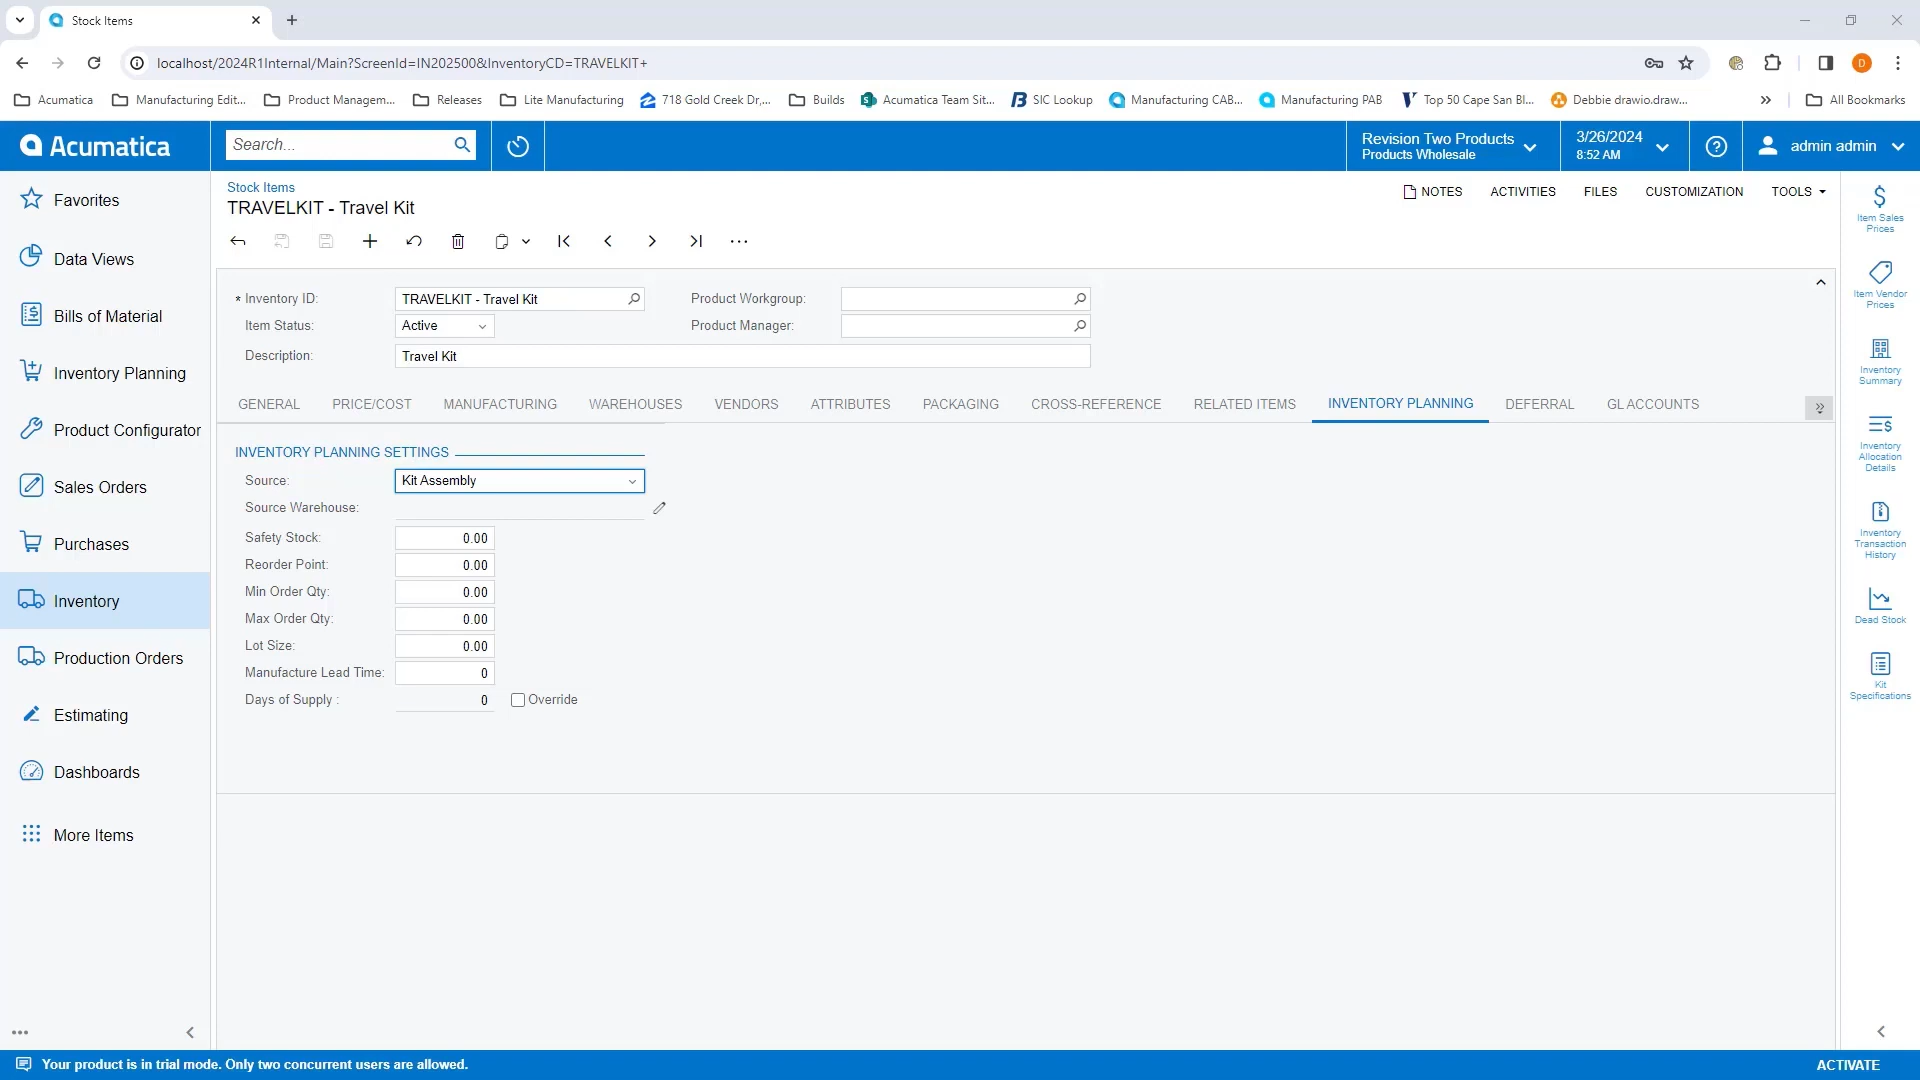 Stock Items
localhost/2024R1Internal/Main?ScreenId=IN202500&InventoryCD=TRAVELKIT+
D
Acumatica
Manufacturing Edit...
Product Managem...
Releases
Lite Manufacturing
718 Gold Creek Dr,...
Builds
Acumatica Team Sit...
SIC Lookup
Manufacturing CAB...
Manufacturing PAB
Top 50 Cape San Bl...
Debbie drawio.draw...
All Bookmarks
Acumatica
Search...
Revision Two Products
Products Wholesale
3/26/2024
8:52 AM
admin admin
Favorites
Data Views
Bills of Material
Inventory Planning
Product Configurator
Sales Orders
Purchases
Inventory
Production Orders
Estimating
Dashboards
More Items
Stock Items
TRAVELKIT - Travel Kit
NOTES
ACTIVITIES
FILES
CUSTOMIZATION
TOOLS
* Inventory ID: TRAVELKIT - Travel Kit
Product Workgroup:
Item Status: Active
Product Manager:
Description: Travel Kit
GENERAL
PRICE/COST
MANUFACTURING
WAREHOUSES
VENDORS
ATTRIBUTES
PACKAGING
CROSS-REFERENCE
RELATED ITEMS
INVENTORY PLANNING
DEFERRAL
GL ACCOUNTS
INVENTORY PLANNING SETTINGS
Source: Kit Assembly
Source Warehouse:
Safety Stock: 0.00
Reorder Point: 0.00
Min Order Qty: 0.00
Max Order Qty: 0.00
Lot Size: 0.00
Manufacture Lead Time: 0
Days of Supply : 0 Override
Item Sales
Prices
Item Vendor
Prices
Inventory
Summary
Inventory
Allocation
Details
Inventory
Transaction
History
Dead Stock
Kit
Specifications
Your product is in trial mode. Only two concurrent users are allowed.
ACTIVATE